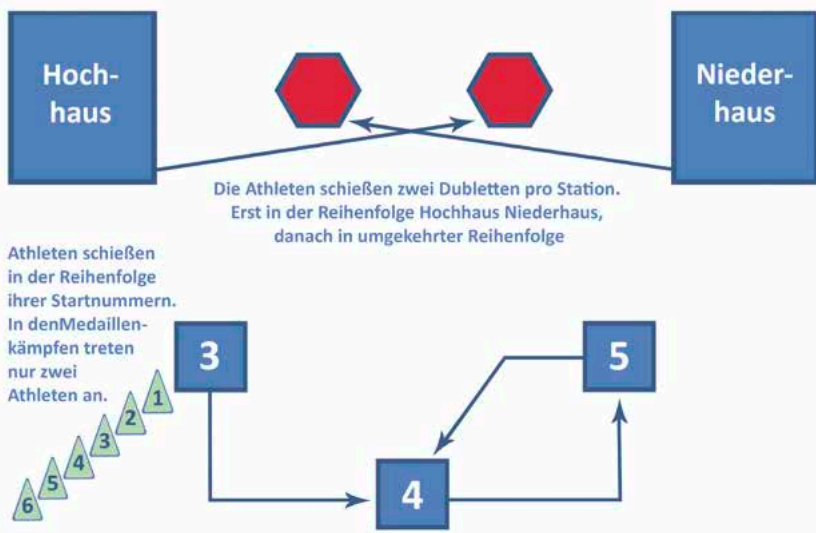 Hoch-
haus
Nieder-
haus
Die Athleten schießen zwei Dubletten pro Station.
Erst in der Reihenfolge Hochhaus Niederhaus,
danach in umgekehrter Reihenfolge
Athleten schießen
in der Reihenfolge
ihrer Startnummern.
In denMedaillen-
kämpfen treten
nur zwei
Athleten an.
3
5
4
1
2
3
4
5
6